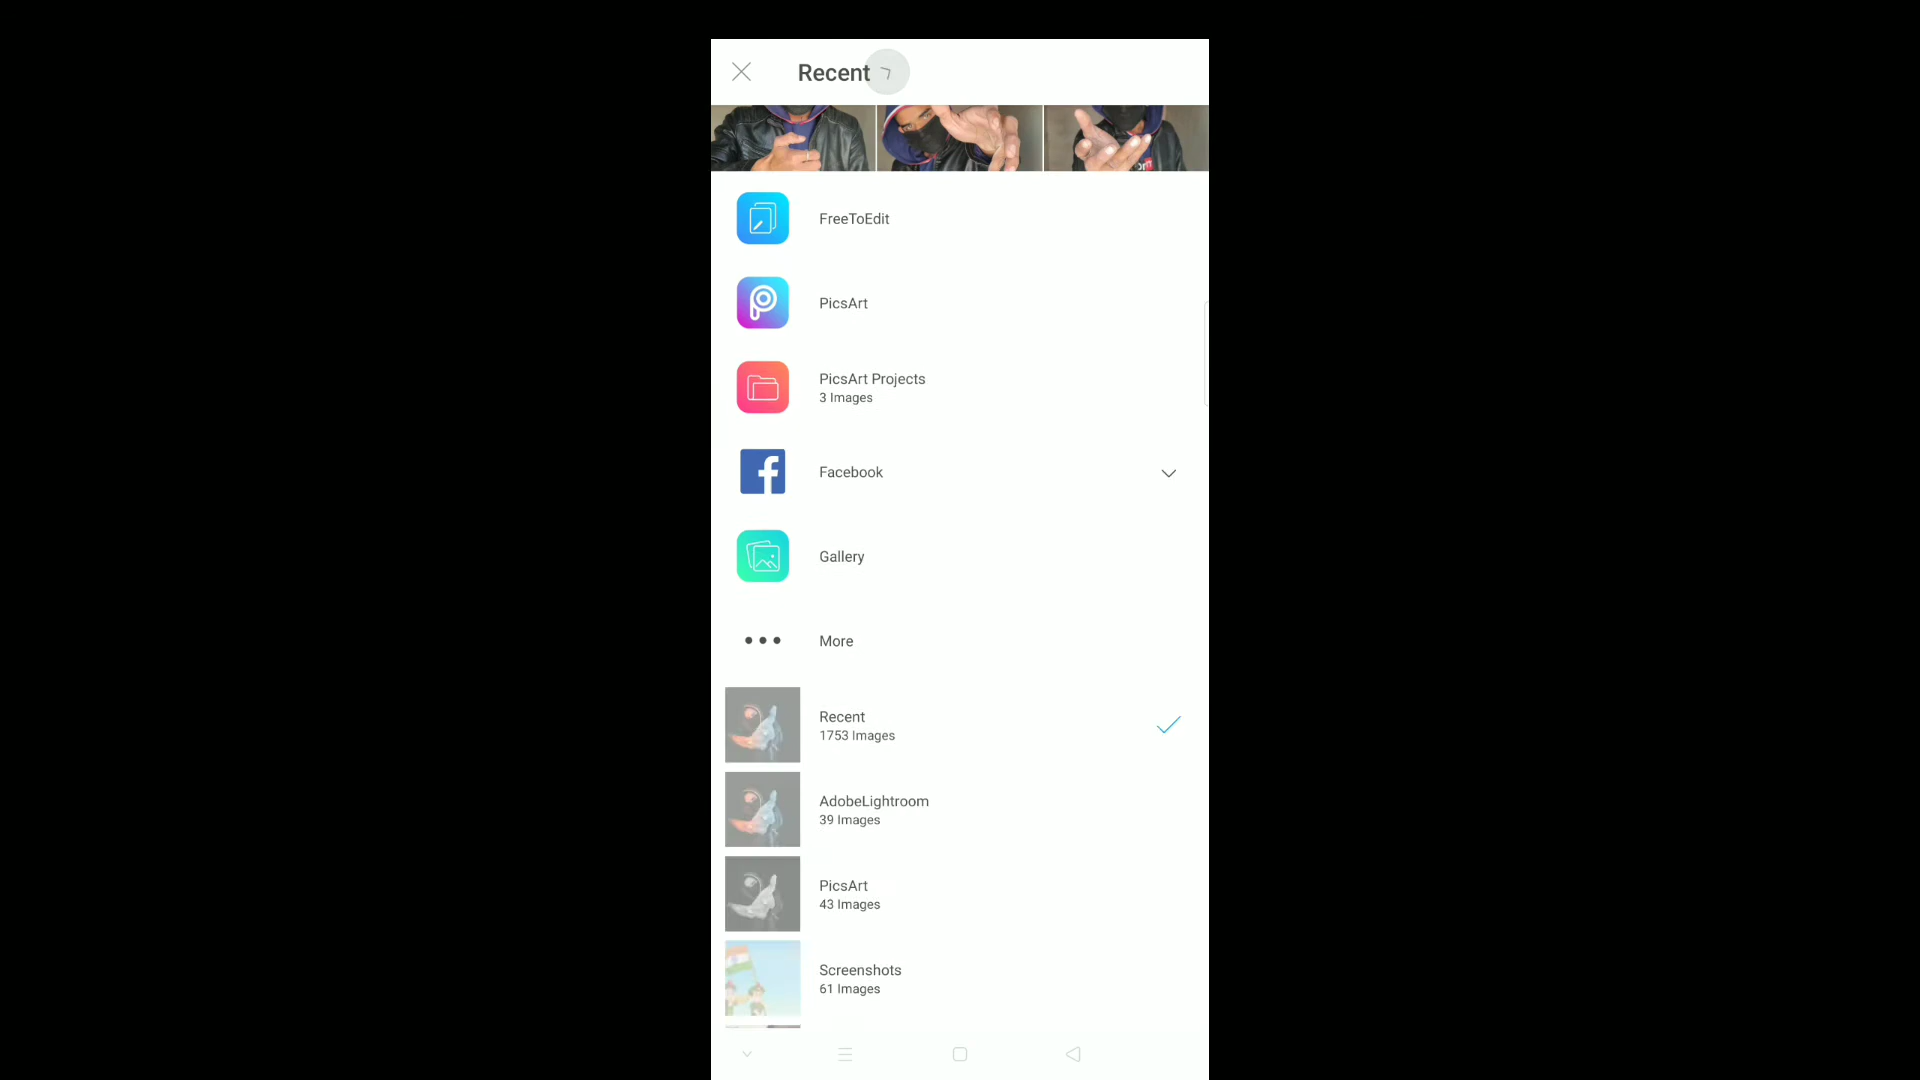 Recent
FreeToEdit
PicsArt
PicsArt Projects
3 Images
Facebook
Gallery
More
Recent
1753 Images
AdobeLightroom
39 Images
PicsArt
43 Images
Screenshots
61 Images